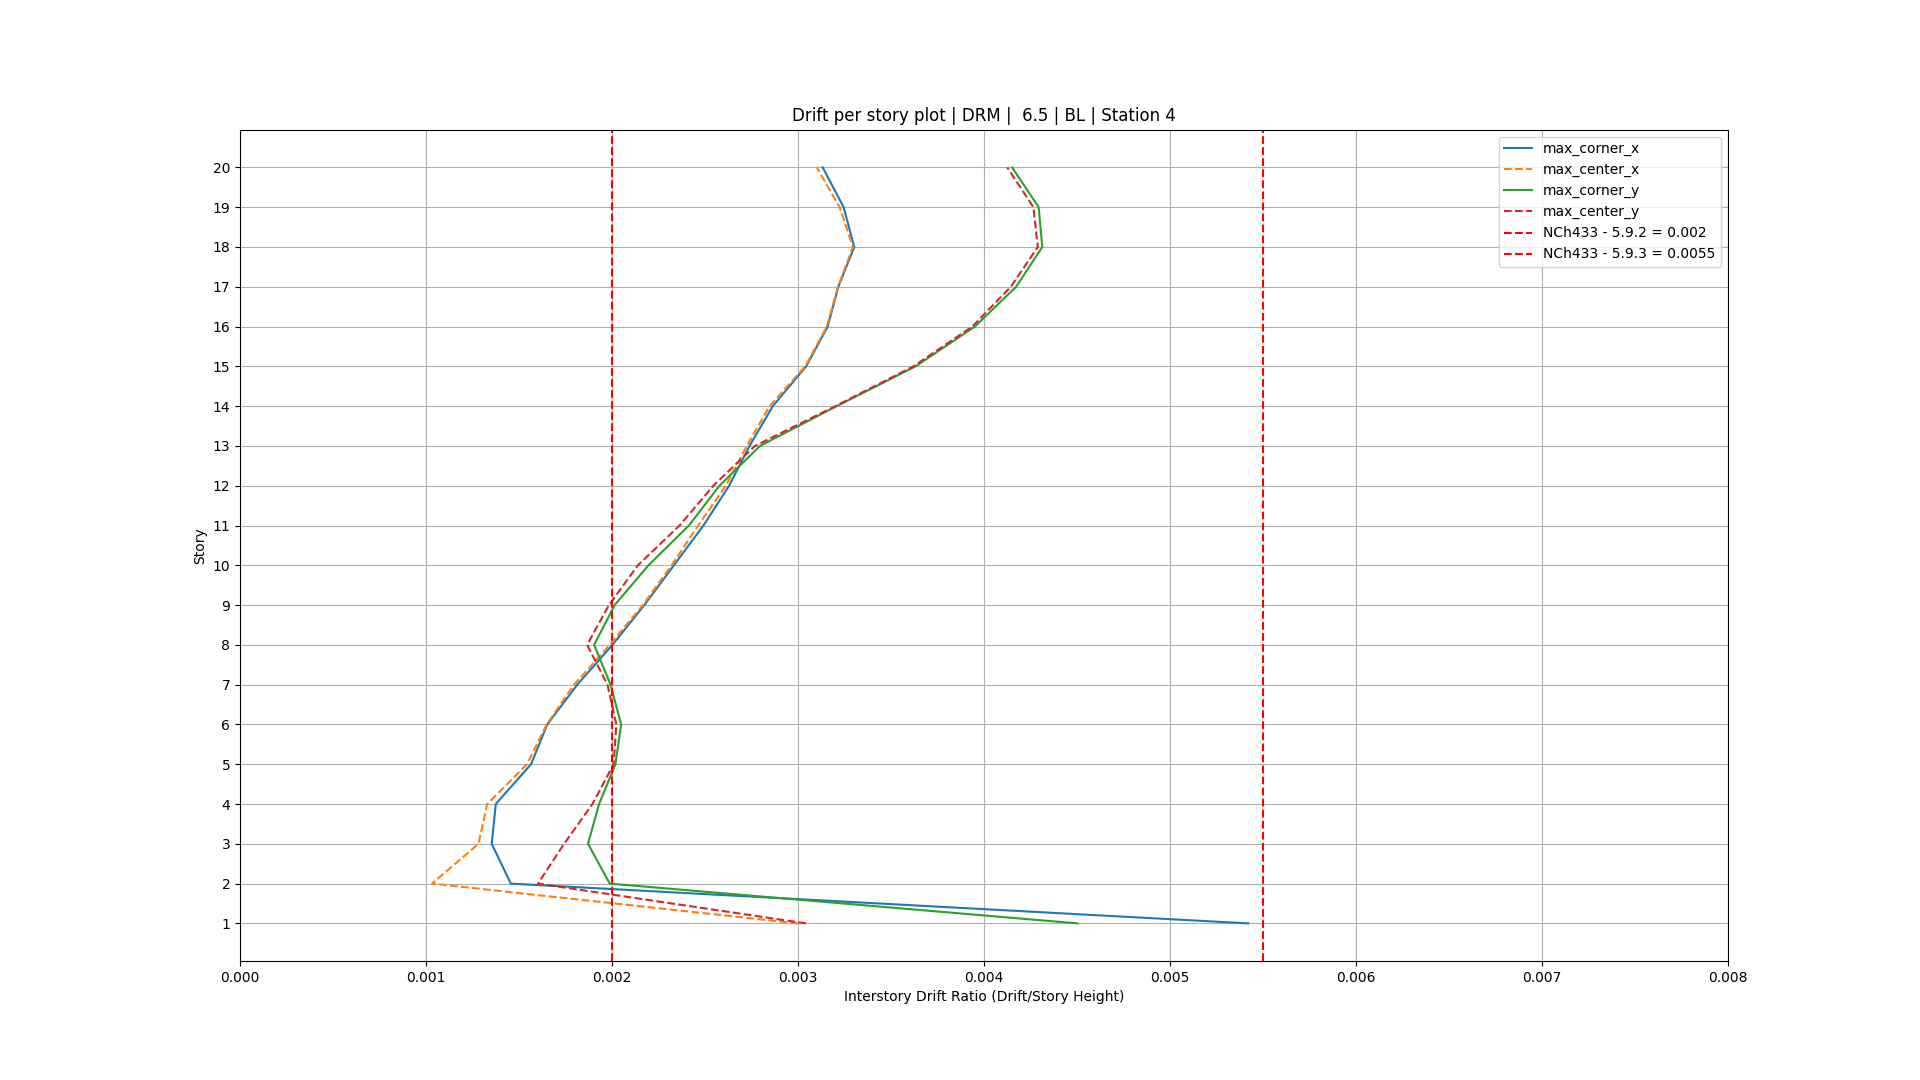 Drift per story plot | DRM |  6.5 | BL | Station 4
max_corner_x
max_center_x
max_corner_y
max_center_y
NCh433 - 5.9.2 = 0.002
NCh433 - 5.9.3 = 0.0055
Story
20
19
18
17
16
15
14
13
12
11
10
9
8
7
6
5
4
3
2
1
0.000 0.001 0.002 0.003 0.004 0.005 0.006 0.007 0.008
Interstory Drift Ratio (Drift/Story Height)